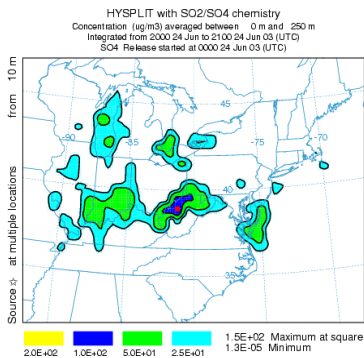 HYSPLIT with SO2/SO4 chemistry
Concentration (ug/m3) averaged between 0 m and 250 m
Integrated from 2000 24 Jun to 2100 24 Jun 03 (UTC)
SO4 Release started at 0000 24 Jun 03 (UTC)
Source ☆ at multiple locations from 10 m
-90
-85
45
-75
-70
40
35
2.0E+02 1.0E+02 5.0E+01 2.5E+01
1.5E+02 Maximum at square
1.3E-05 Minimum